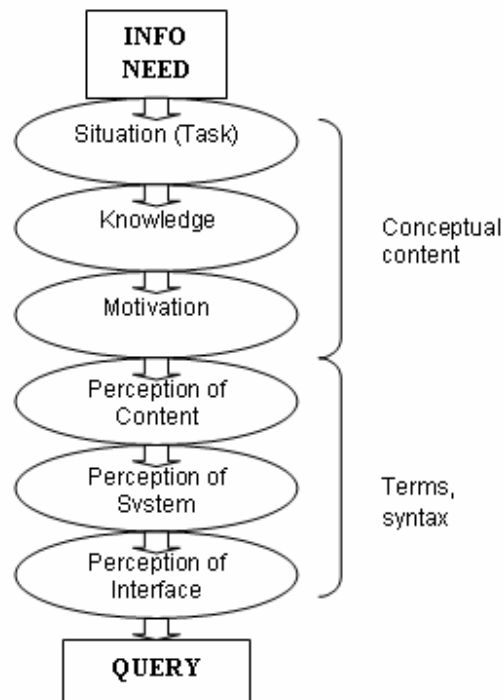 INFO
NEED
Situation (Task)
Knowledge
Motivation
Conceptual
content
Perception of
Content
Perception of
System
Perception of
Interface
Terms,
syntax
QUERY